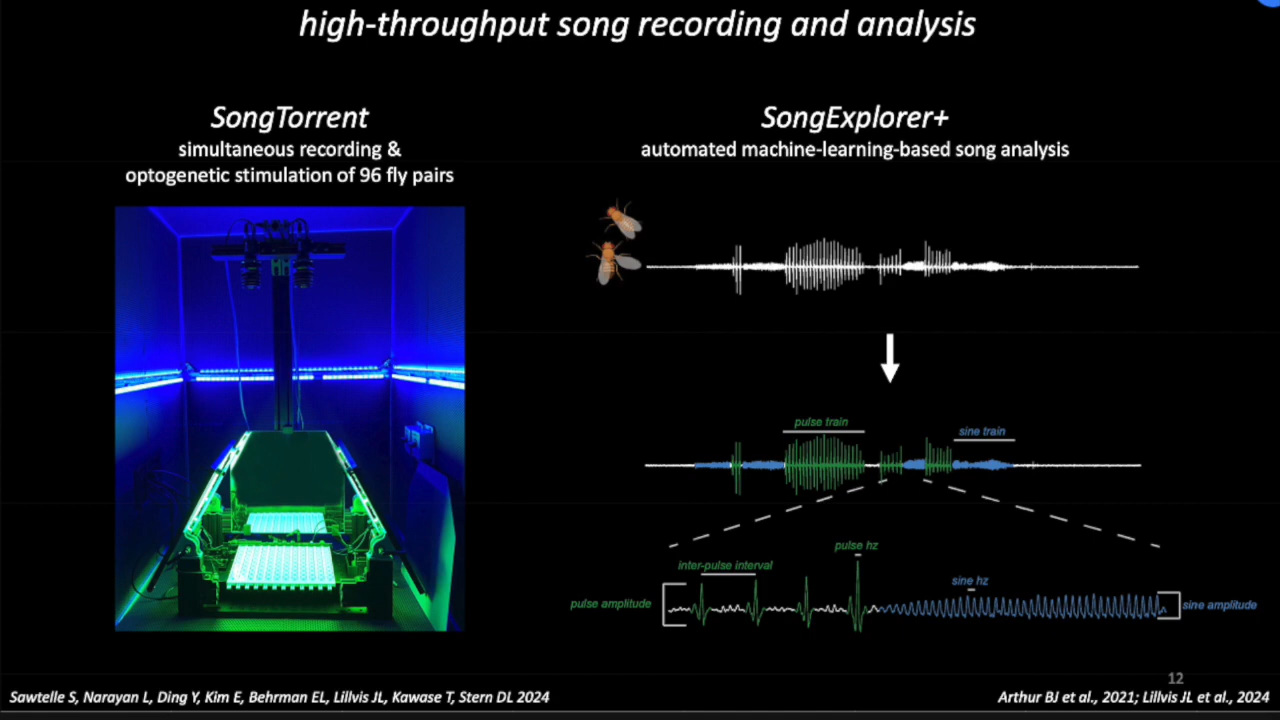 high-throughput song recording and analysis
SongTorrent
simultaneous recording &
optogenetic stimulation of 96 fly pairs
SongExplorer+
automated machine-learning-based song analysis
pulse train
sine train
pulse hz
inter-pulse interval
sine hz
pulse amplitude
sine amplitude
12
Sawtelle S, Narayan L, Ding Y, Kim E, Behrman EL, Lillvis JL, Kawase T, Stern DL 2024
Arthur BJ et al., 2021; Lillvis JL et al., 2024